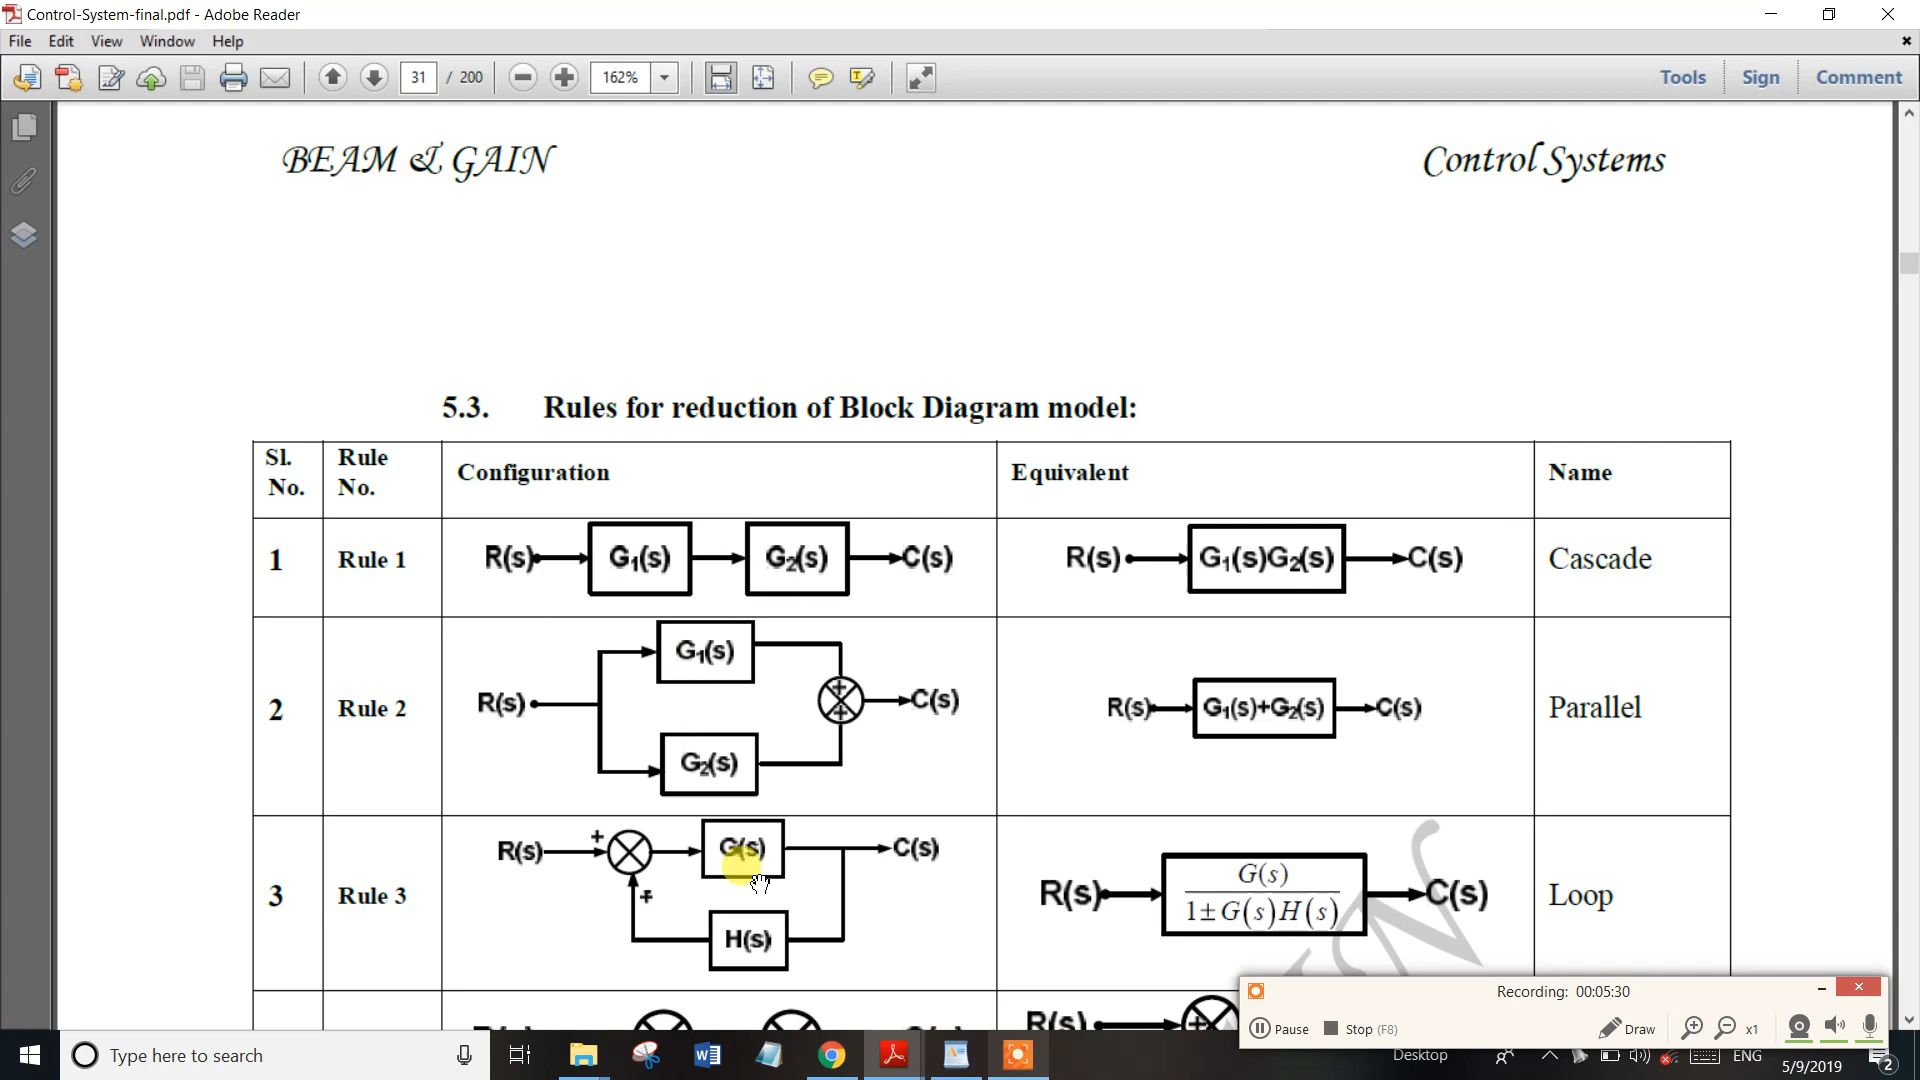 Control-System-final.pdf - Adobe Reader
File Edit View Window Help
31 / 200 162% Tools Sign Comment
BEAM & GAIN Control Systems
5.3. Rules for reduction of Block Diagram model:
Sl. No. Rule No. Configuration Equivalent Name
1 Rule 1 R(s) G₁(s) G₂(s) C(s) R(s) G₁(s)G₂(s) C(s) Cascade
2 Rule 2 R(s) G₁(s) G₂(s) + + C(s) R(s) G₁(s)+G₂(s) C(s) Parallel
3 Rule 3 R(s) + G(s) C(s) H(s) R(s) G(s) / 1±G(s)H(s) C(s) Loop
R(s)
Recording: 00:05:30
Pause Stop (F8) Draw x1
Type here to search
Desktop ENG
5/9/2019 2